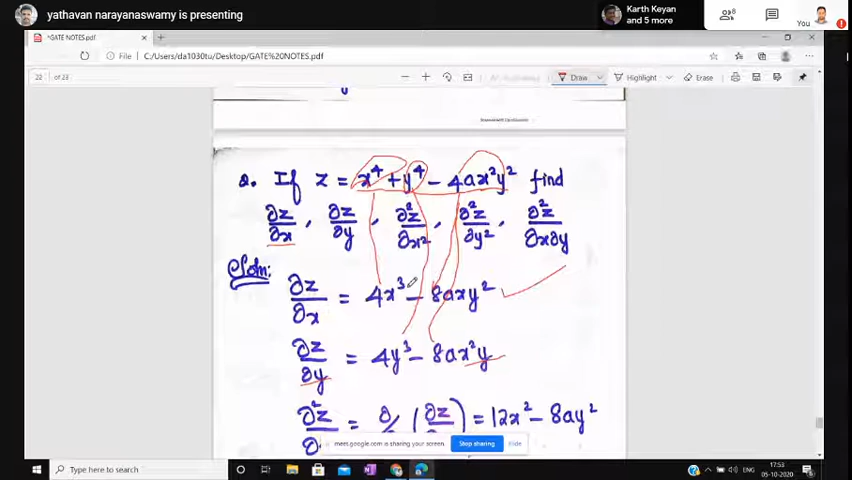 yathavan narayanaswamy is presenting
Karth Keyan
and 5 more
8
You
*GATE NOTES.pdf
File | C:/Users/da1030tu/Desktop/GATE%20NOTES.pdf
22 of 23
Draw
Highlight
Erase
2. If z = x⁴ + y⁴ - 4ax²y² find
∂z/∂x, ∂z/∂y, ∂²z/∂x², ∂²z/∂y², ∂²z/∂x∂y
Soln:
∂z/∂x = 4x³ - 8axy²
∂z/∂y = 4y³ - 8ax²y
= 12x² - 8ay²
meet.google.com is sharing your screen.
Stop sharing
Hide
Type here to search
17:53
05-10-2020